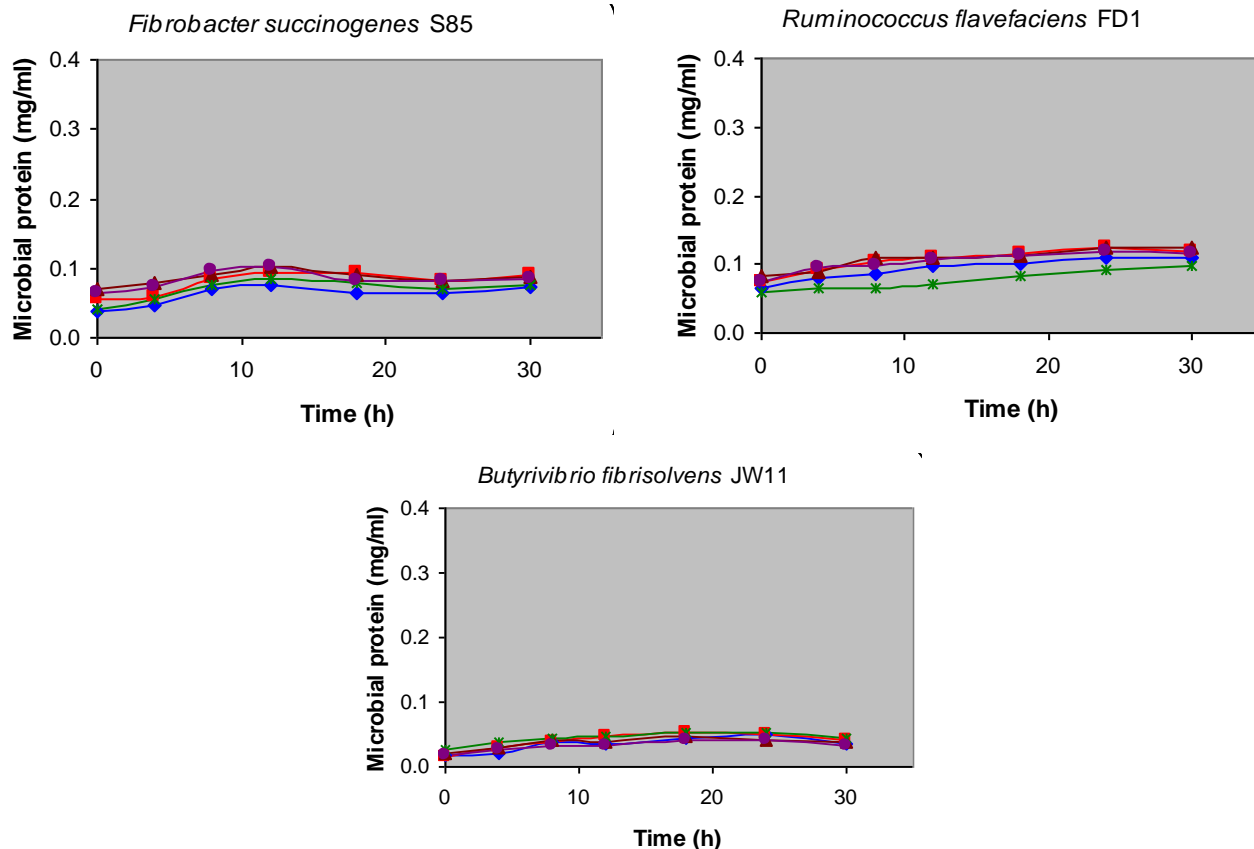 Fibrobacter succinogenes S85
Microbial protein (mg/ml)
0.4
0.3
0.2
0.1
0.0
0 10 20 30
Time (h)
Ruminococcus flavefaciens FD1
Microbial protein (mg/ml)
0.4
0.3
0.2
0.1
0.0
0 10 20 30
Time (h)
Butyrivibrio fibrisolvens JW11
Microbial protein (mg/ml)
0.4
0.3
0.2
0.1
0.0
0 10 20 30
Time (h)